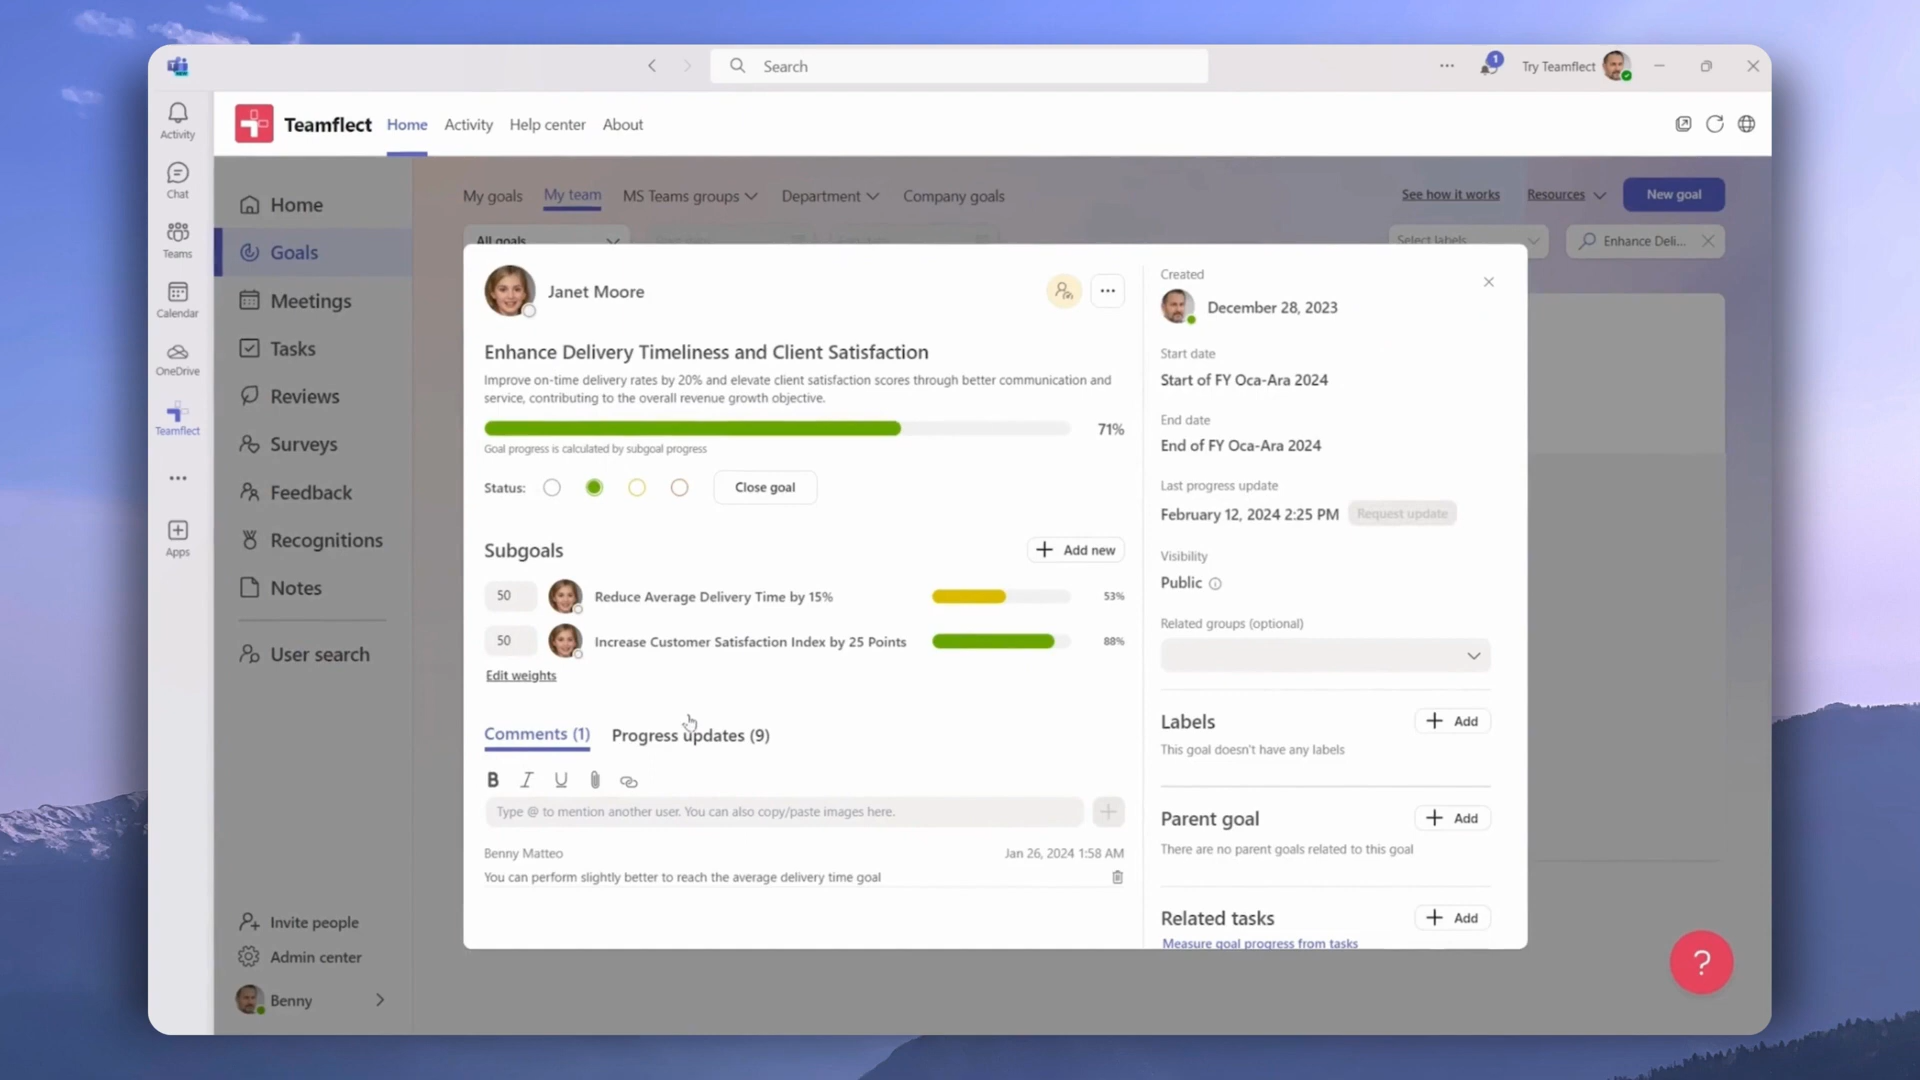 Search
1
Try Teamflect
Activity
Chat
Teams
Calendar
OneDrive
Teamflect
Apps
Teamflect
Home
Activity
Help center
About
Home
Goals
Meetings
Tasks
Reviews
Surveys
Feedback
Recognitions
Notes
User search
Invite people
Admin center
Benny
My goals
My team
MS Teams groups
Department
Company goals
See how it works
Resources
New goal
All goals
Select labels
Enhance Deli...
Janet Moore
Enhance Delivery Timeliness and Client Satisfaction
Improve on-time delivery rates by 20% and elevate client satisfaction scores through better communication and
service, contributing to the overall revenue growth objective.
71%
Goal progress is calculated by subgoal progress
Status:
Close goal
Subgoals
Add new
50
Reduce Average Delivery Time by 15%
53%
50
Increase Customer Satisfaction Index by 25 Points
88%
Edit weights
Comments (1)
Progress updates (9)
B I U
Type @ to mention another user. You can also copy/paste images here.
Benny Matteo
Jan 26, 2024 1:58 AM
You can perform slightly better to reach the average delivery time goal
Created
December 28, 2023
Start date
Start of FY Oca-Ara 2024
End date
End of FY Oca-Ara 2024
Last progress update
February 12, 2024 2:25 PM
Request update
Visibility
Public
Related groups (optional)
Labels
Add
This goal doesn't have any labels
Parent goal
Add
There are no parent goals related to this goal
Related tasks
Add
Measure goal progress from tasks
?